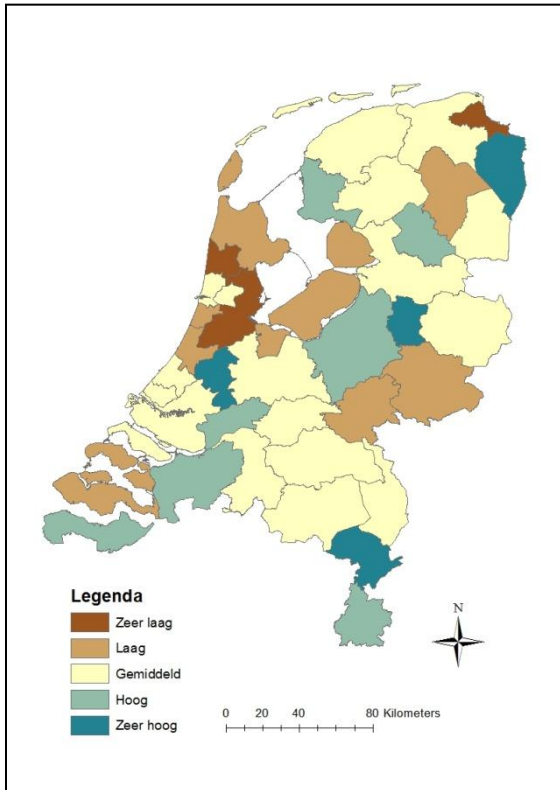 Legenda
Zeer laag
Laag
Gemiddeld
Hoog
Zeer hoog
N
0 20 40 80 Kilometers